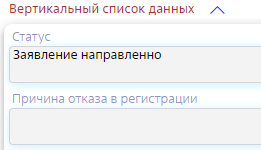 Вертикальный список данных
Статус
Заявление направленно
Причина отказа в регистрации